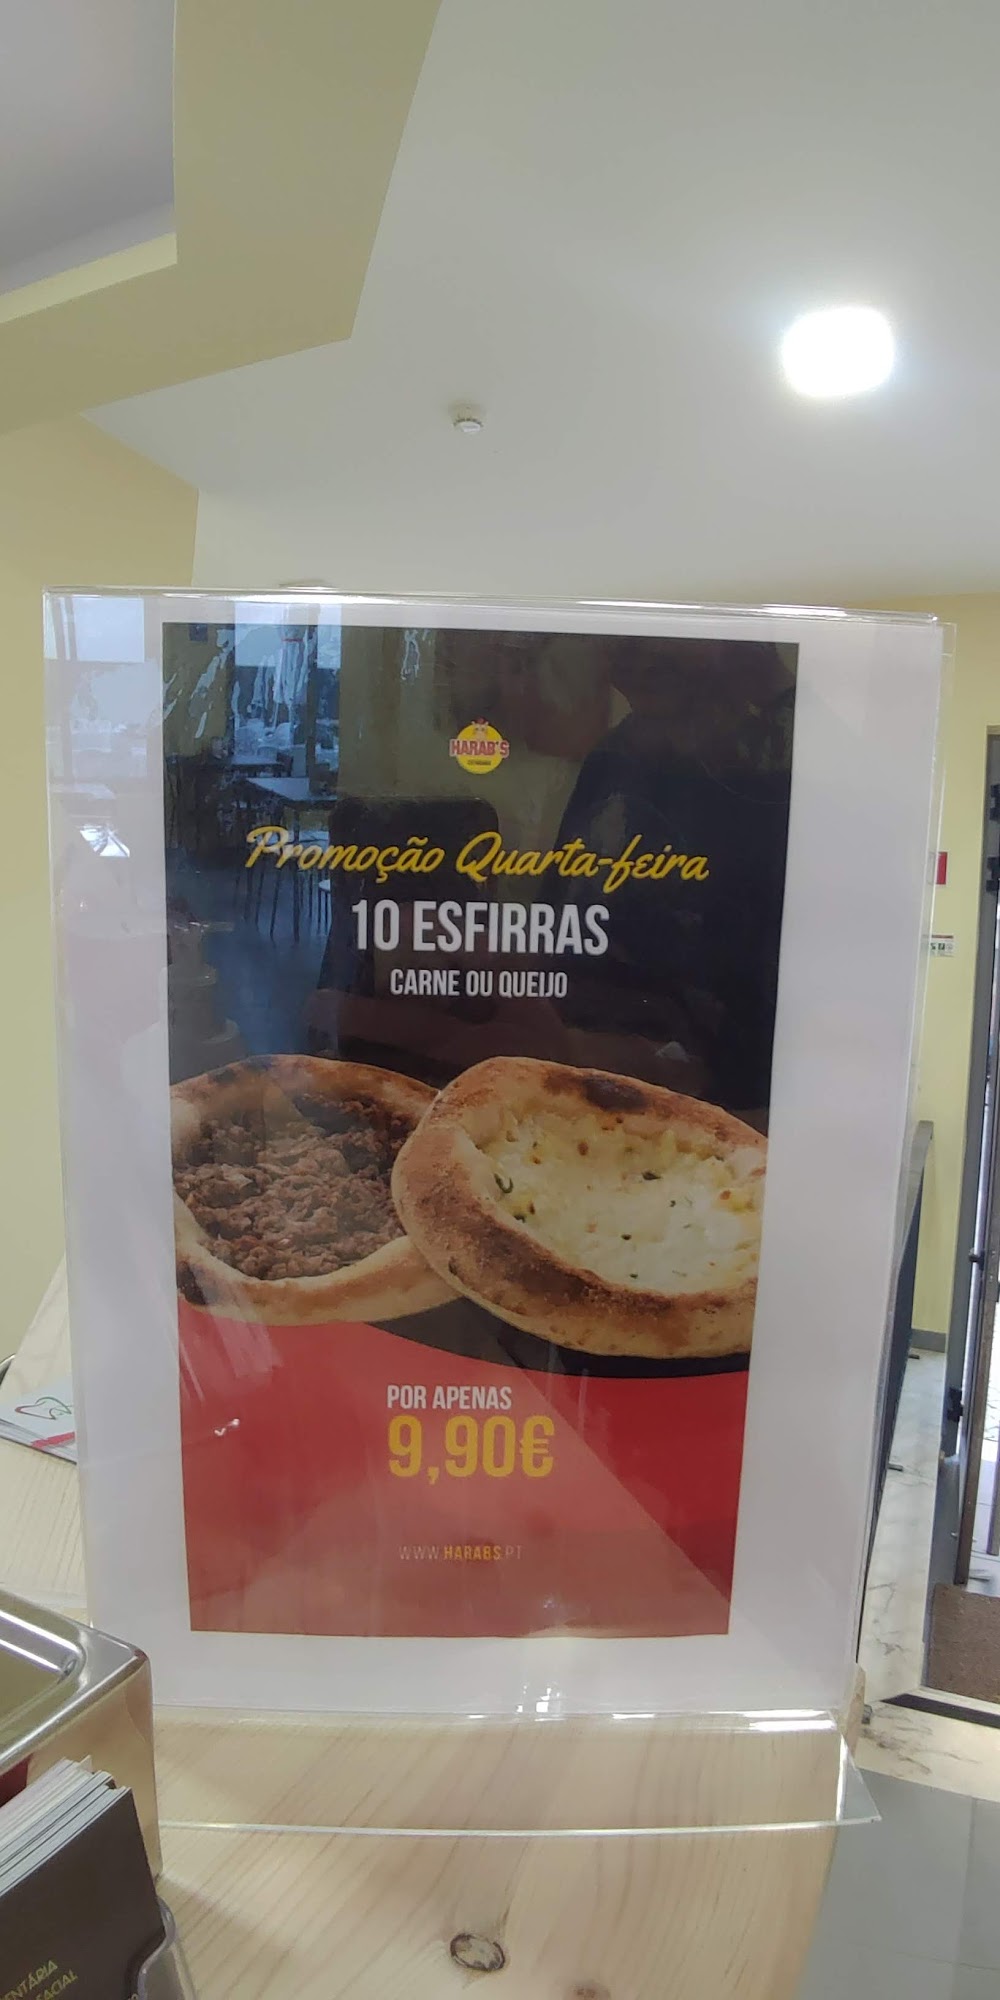 HARAB'S
Promoção Quarta-feira
10 ESFIRRAS
CARNE OU QUEIJO
POR APENAS
9,90€
WWW.HARABS.PT